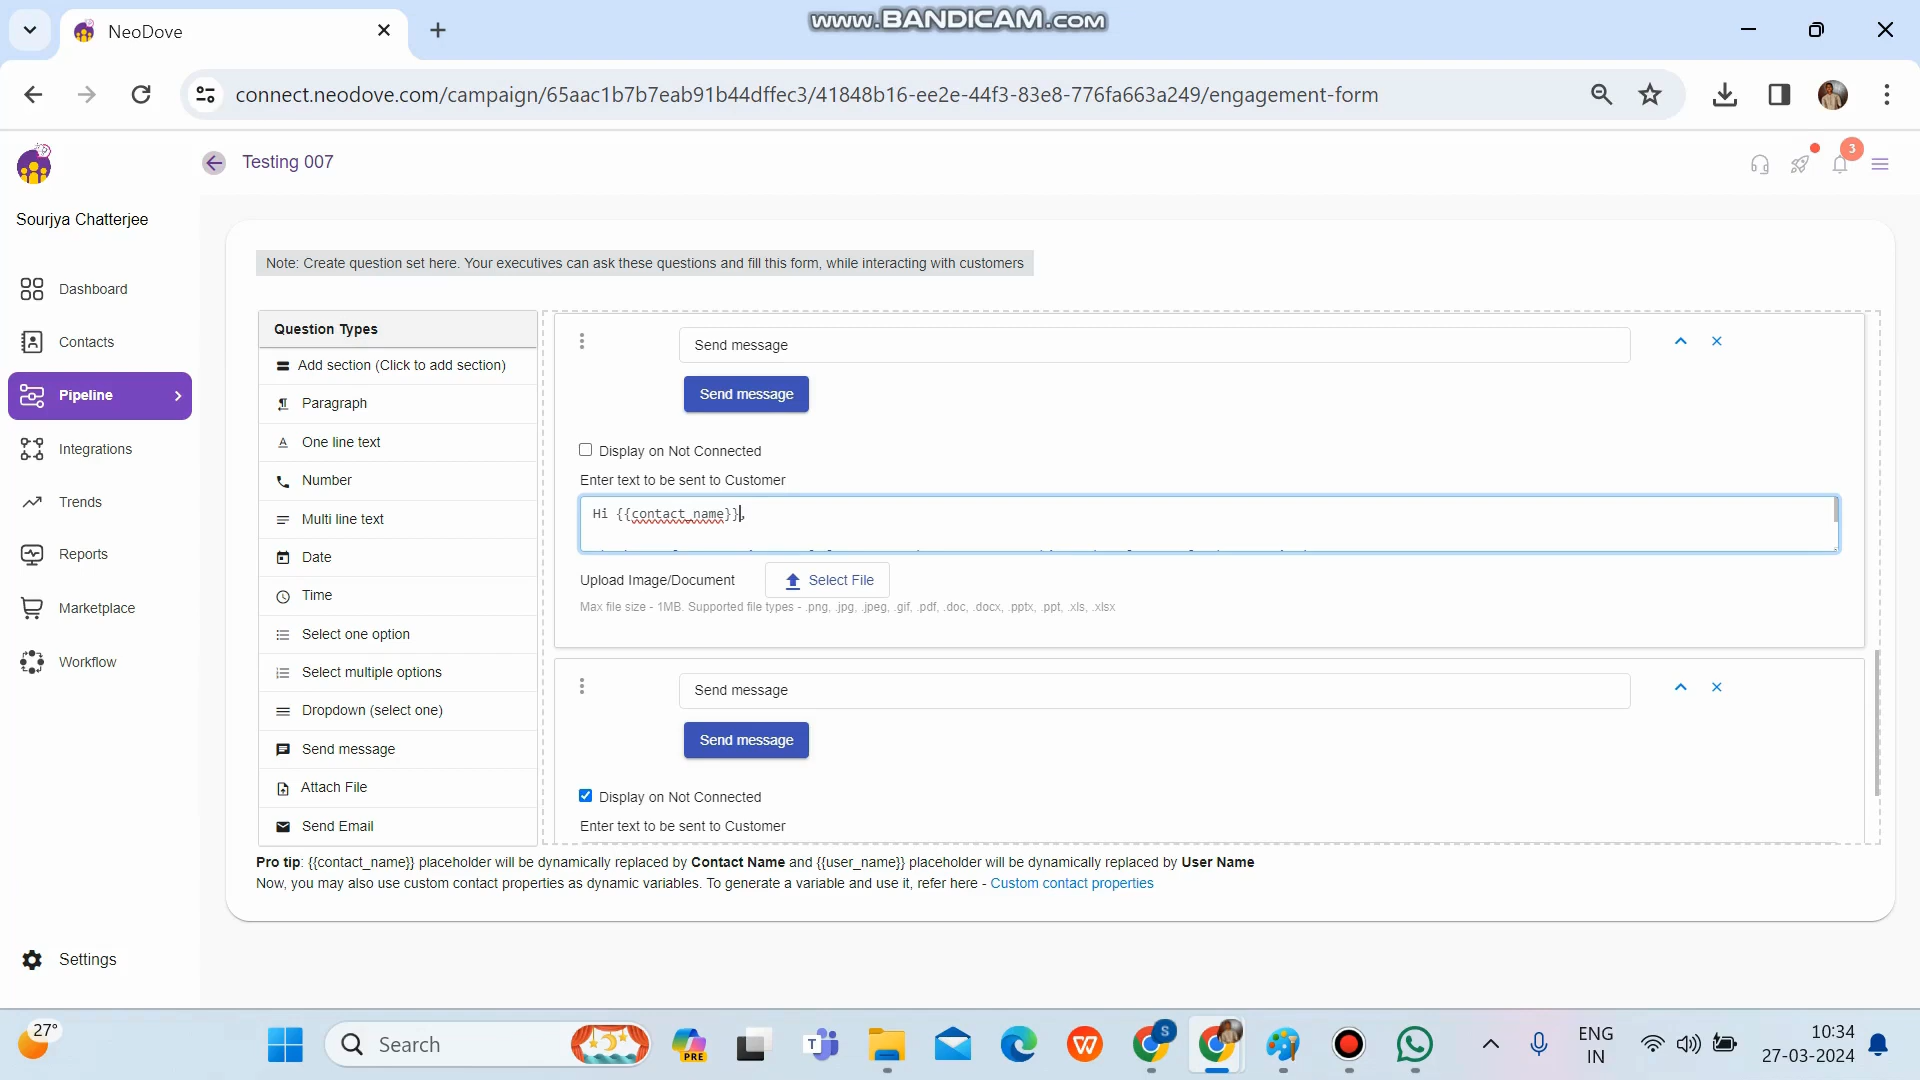 NeoDove
www.BANDICAM.com
connect.neodove.com/campaign/65aac1b7b7eab91b44dffec3/41848b16-ee2e-44f3-83e8-776fa663a249/engagement-form
Testing 007
3
Sourjya Chatterjee
Dashboard
Contacts
Pipeline
Integrations
Trends
Reports
Marketplace
Workflow
Settings
Note: Create question set here. Your executives can ask these questions and fill this form, while interacting with customers
Question Types
Add section (Click to add section)
Paragraph
One line text
Number
Multi line text
Date
Time
Select one option
Select multiple options
Dropdown (select one)
Send message
Attach File
Send Email
Send message
Send message
Display on Not Connected
Enter text to be sent to Customer
Hi {{contact_name}},
Upload Image/Document
Select File
Max file size - 1MB. Supported file types - .png, .jpg, .jpeg, .gif, .pdf, .doc, .docx, .pptx, .ppt, .xls, .xlsx
Send message
Send message
Display on Not Connected
Enter text to be sent to Customer
Pro tip: {{contact_name}} placeholder will be dynamically replaced by Contact Name and {{user_name}} placeholder will be dynamically replaced by User Name
Now, you may also use custom contact properties as dynamic variables. To generate a variable and use it, refer here - Custom contact properties
27°
Search
PRE
T
W
S
ENG
IN
10:34
27-03-2024